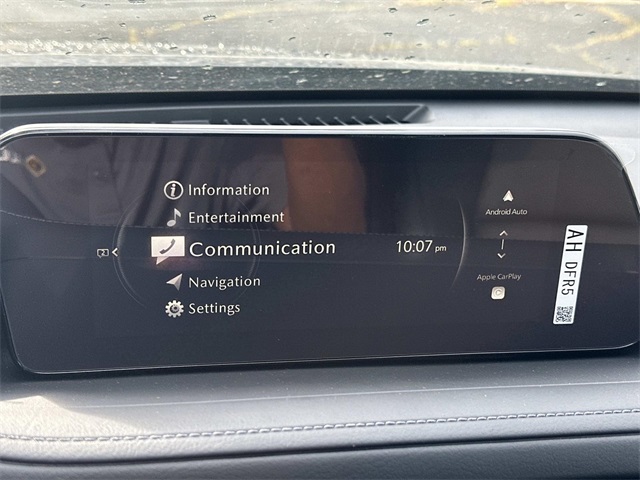 Information
Entertainment
Communication
10:07 pm
Navigation
Settings
Android Auto
Apple CarPlay
AH DFR5